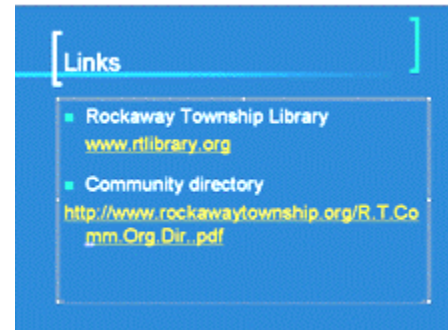 Links
Rockaway Township Library
www.rtlibrary.org
Community directory
http://www.rockawaytownship.org/R.T.Co
mm.Org.Dir..pdf